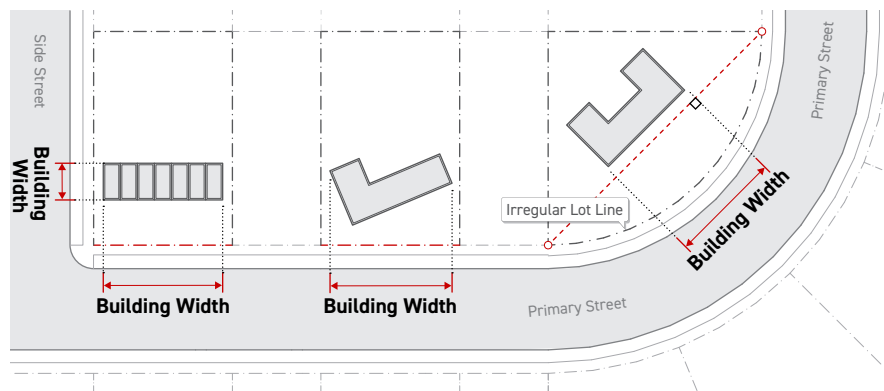 Side Street
Primary Street
Building
Width
Irregular Lot Line
Building Width
Building Width
Building Width
Primary Street